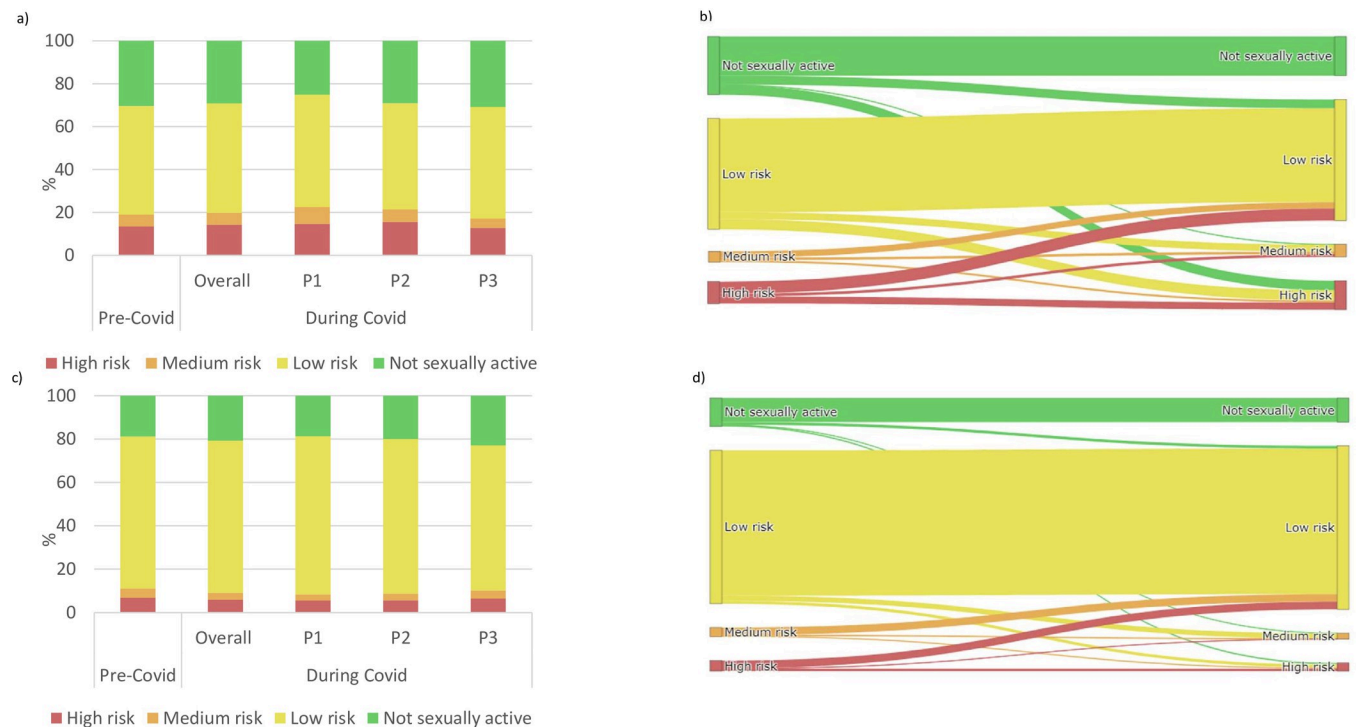 a)
100
80
60
40
20
0
%
Overall P1 P2 P3
Pre-Covid During Covid
High risk Medium risk Low risk Not sexually active
b)
Not sexually active Not sexually active
Low risk Low risk
Medium risk Medium risk
High risk High risk
c)
100
80
60
40
20
0
%
Overall P1 P2 P3
Pre-Covid During Covid
High risk Medium risk Low risk Not sexually active
d)
Not sexually active Not sexually active
Low risk Low risk
Medium risk Medium risk
High risk High risk